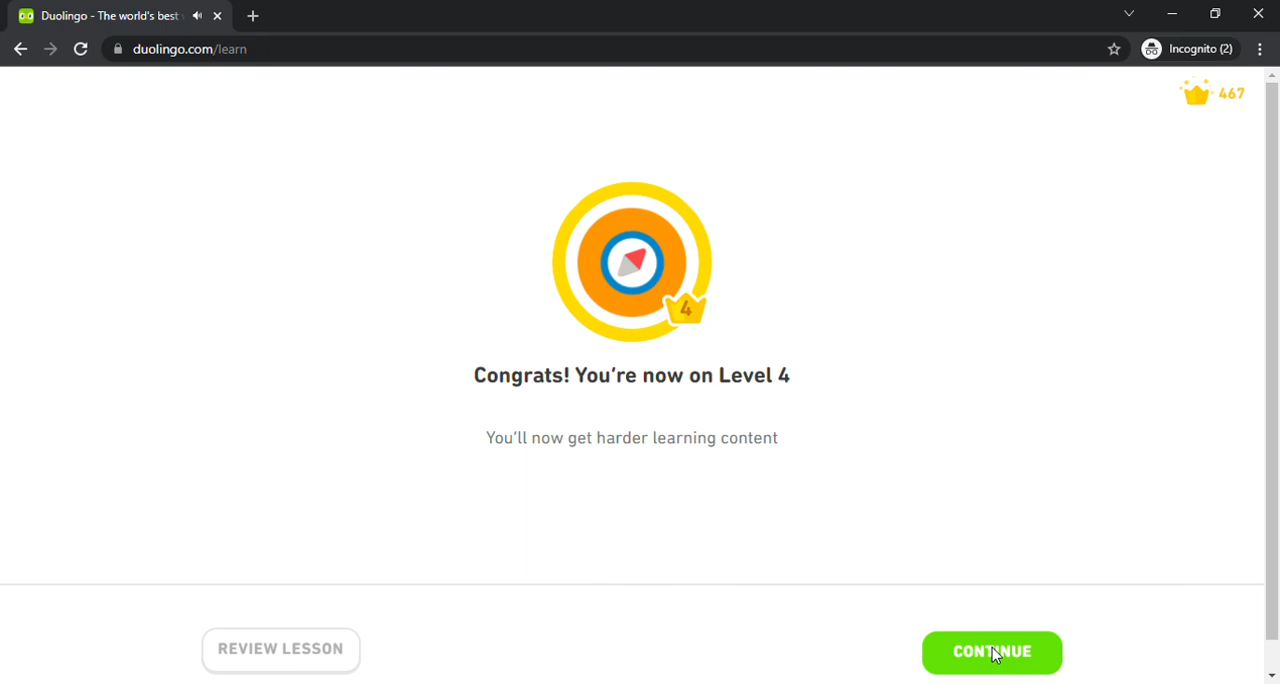 Duolingo - The world's best
duolingo.com/learn
Incognito (2)
467
4
Congrats! You're now on Level 4
You'll now get harder learning content
REVIEW LESSON
CONTINUE